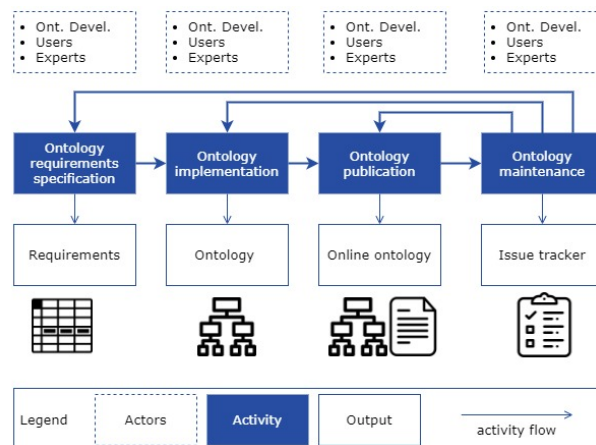 • Ont. Devel.
• Users
• Experts
• Ont. Devel.
• Users
• Experts
• Ont. Devel.
• Users
• Experts
• Ont. Devel.
• Users
• Experts
Ontology
requirements
specification
Ontology
implementation
Ontology
publication
Ontology
maintenance
Requirements
Ontology
Online ontology
Issue tracker
Legend
Actors
Activity
Output
activity flow